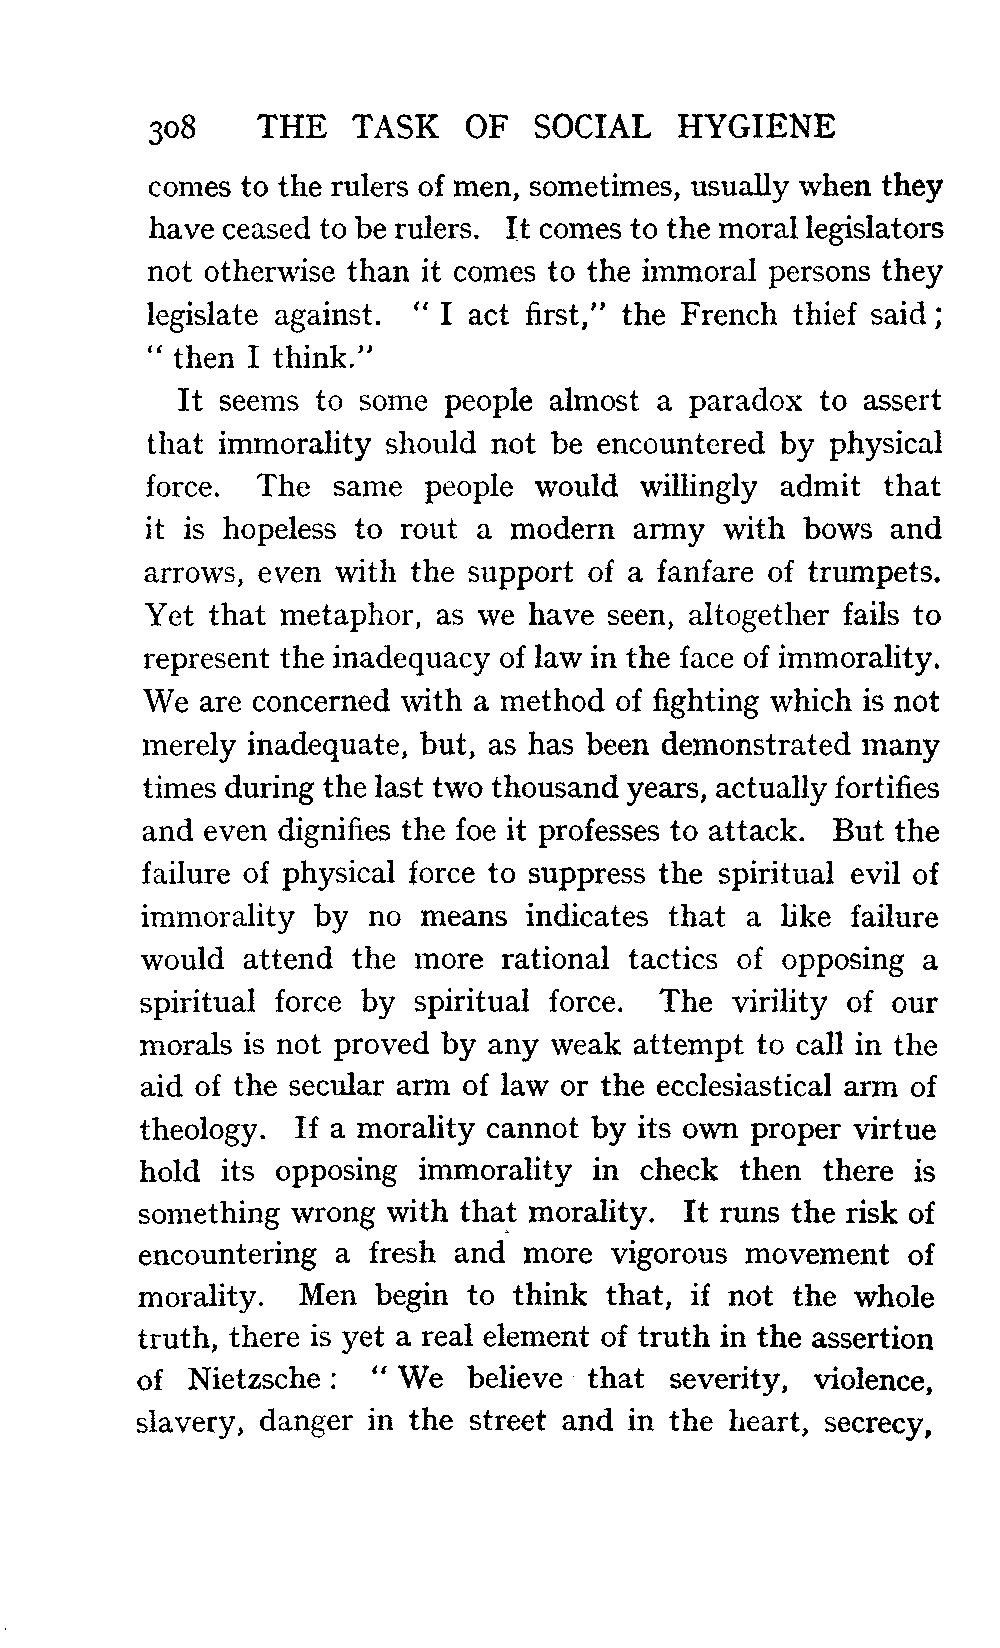 308 THE TASK OF SOCIAL HYGIENE
comes to the rulers of men, sometimes, usually when they
have ceased to be rulers. It comes to the moral legislators
not otherwise than it comes to the immoral persons they
legislate against. " I act first," the French thief said ;
" then I think."
It seems to some people almost a paradox to assert
that immorality should not be encountered by physical
force. The same people would willingly admit that
it is hopeless to rout a modern army with bows and
arrows, even with the support of a fanfare of trumpets.
Yet that metaphor, as we have seen, altogether fails to
represent the inadequacy of law in the face of immorality.
We are concerned with a method of fighting which is not
merely inadequate, but, as has been demonstrated many
times during the last two thousand years, actually fortifies
and even dignifies the foe it professes to attack. But the
failure of physical force to suppress the spiritual evil of
immorality by no means indicates that a like failure
would attend the more rational tactics of opposing a
spiritual force by spiritual force. The virility of our
morals is not proved by any weak attempt to call in the
aid of the secular arm of law or the ecclesiastical arm of
theology. If a morality cannot by its own proper virtue
hold its opposing immorality in check then there is
something wrong with that morality. It runs the risk of
encountering a fresh and more vigorous movement of
morality. Men begin to think that, if not the whole
truth, there is yet a real element of truth in the assertion
of Nietzsche : " We believe that severity, violence,
slavery, danger in the street and in the heart, secrecy,